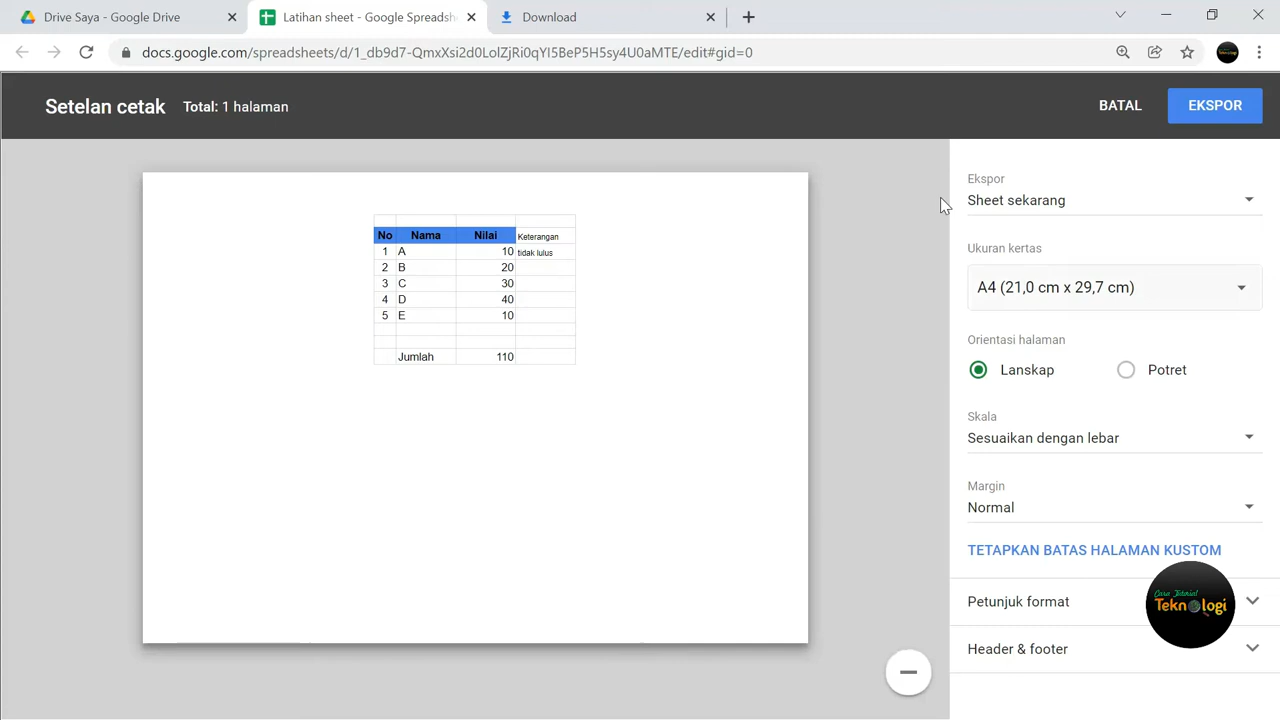 Drive Saya - Google Drive
Latihan sheet - Google Spreadsh
Download
docs.google.com/spreadsheets/d/1_db9d7-QmxXsi2d0LolZjRi0qYI5BeP5H5sy4U0aMTE/edit#gid=0
Setelan cetak
Total: 1 halaman
BATAL
EKSPOR
No Nama Nilai Keterangan
1 A 10 tidak lulus
2 B 20
3 C 30
4 D 40
5 E 10
Jumlah 110
Ekspor
Sheet sekarang
Ukuran kertas
A4 (21,0 cm x 29,7 cm)
Orientasi halaman
Lanskap
Potret
Skala
Sesuaikan dengan lebar
Margin
Normal
TETAPKAN BATAS HALAMAN KUSTOM
Petunjuk format
Header & footer
Cara Tutorial
Teknologi